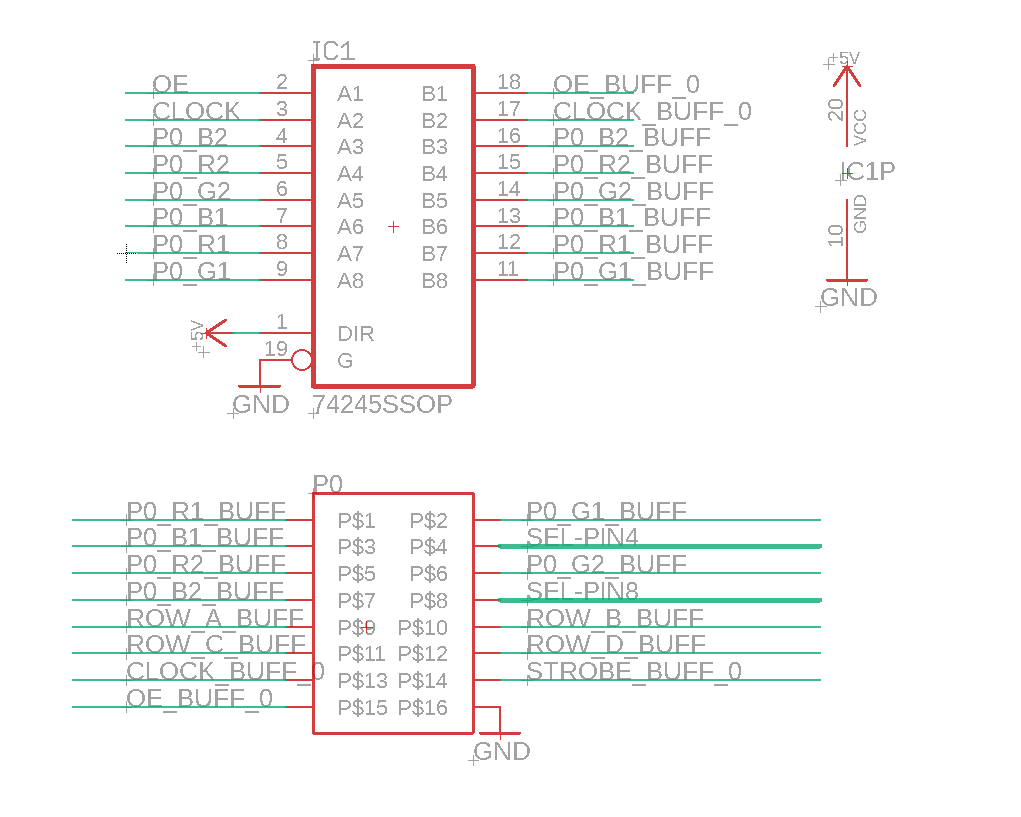 IC1
OE 2 A1 B1 18 OE_BUFF_0
CLOCK 3 A2 B2 17 CLOCK_BUFF_0
P0_B2 4 A3 B3 16 P0_B2_BUFF
P0_R2 5 A4 B4 15 P0_R2_BUFF
P0_G2 6 A5 B5 14 P0_G2_BUFF
P0_B1 7 A6 B6 13 P0_B1_BUFF
P0_R1 8 A7 B7 12 P0_R1_BUFF
P0_G1 9 A8 B8 11 P0_G1_BUFF
+5V 1 DIR
19 G
GND 74245SSOP
+5V
20 VCC
IC1P
10 GND
GND
P0
P0_R1_BUFF P$1 P$2 P0_G1_BUFF
P0_B1_BUFF P$3 P$4 SEL-PIN4
P0_R2_BUFF P$5 P$6 P0_G2_BUFF
P0_B2_BUFF P$7 P$8 SEL-PIN8
ROW_A_BUFF P$9 P$10 ROW_B_BUFF
ROW_C_BUFF P$11 P$12 ROW_D_BUFF
CLOCK_BUFF_0 P$13 P$14 STROBE_BUFF_0
OE_BUFF_0 P$15 P$16
GND